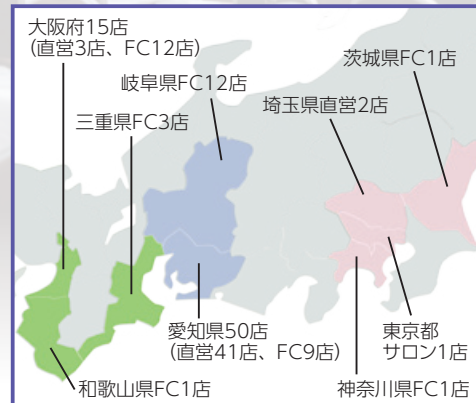 大阪府15店
(直営3店、FC12店)
岐阜県FC12店
茨城県FC1店
埼玉県直営2店
三重県FC3店
愛知県50店
(直営41店、FC9店)
東京都
サロン1店
和歌山県FC1店
神奈川県FC1店